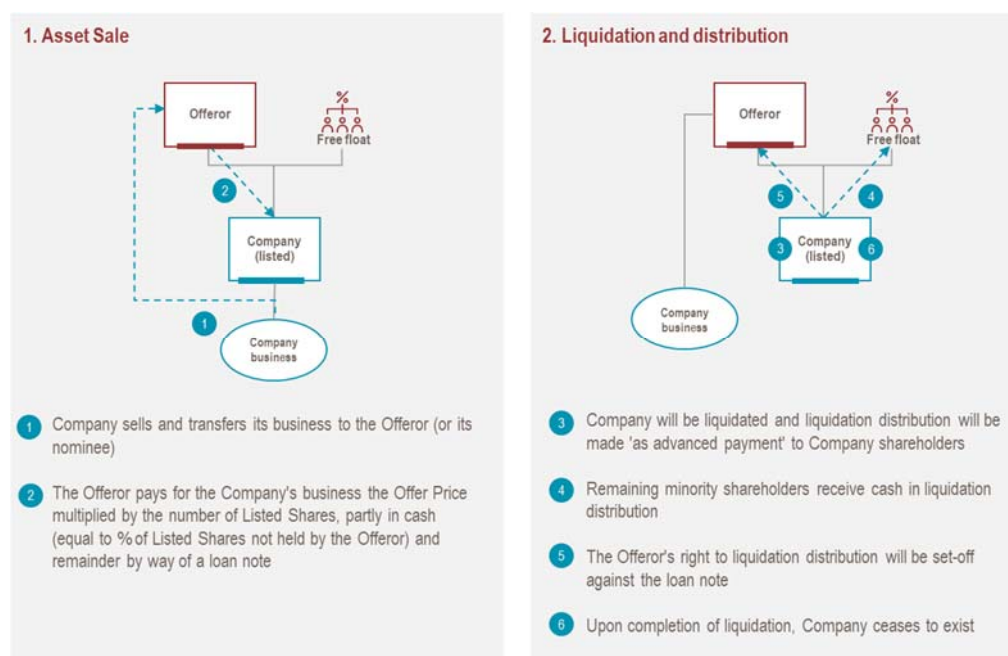 1. Asset Sale
Offeror
%
Free float
2
Company
(listed)
1
Company
business
1 Company sells and transfers its business to the Offeror (or its
nominee)
2 The Offeror pays for the Company's business the Offer Price
multiplied by the number of Listed Shares, partly in cash
(equal to % of Listed Shares not held by the Offeror) and
remainder by way of a loan note
2. Liquidation and distribution
Offeror
%
Free float
5
4
3
Company
(listed)
6
Company
business
3 Company will be liquidated and liquidation distribution will be
made 'as advanced payment' to Company shareholders
4 Remaining minority shareholders receive cash in liquidation
distribution
5 The Offeror's right to liquidation distribution will be set-off
against the loan note
6 Upon completion of liquidation, Company ceases to exist